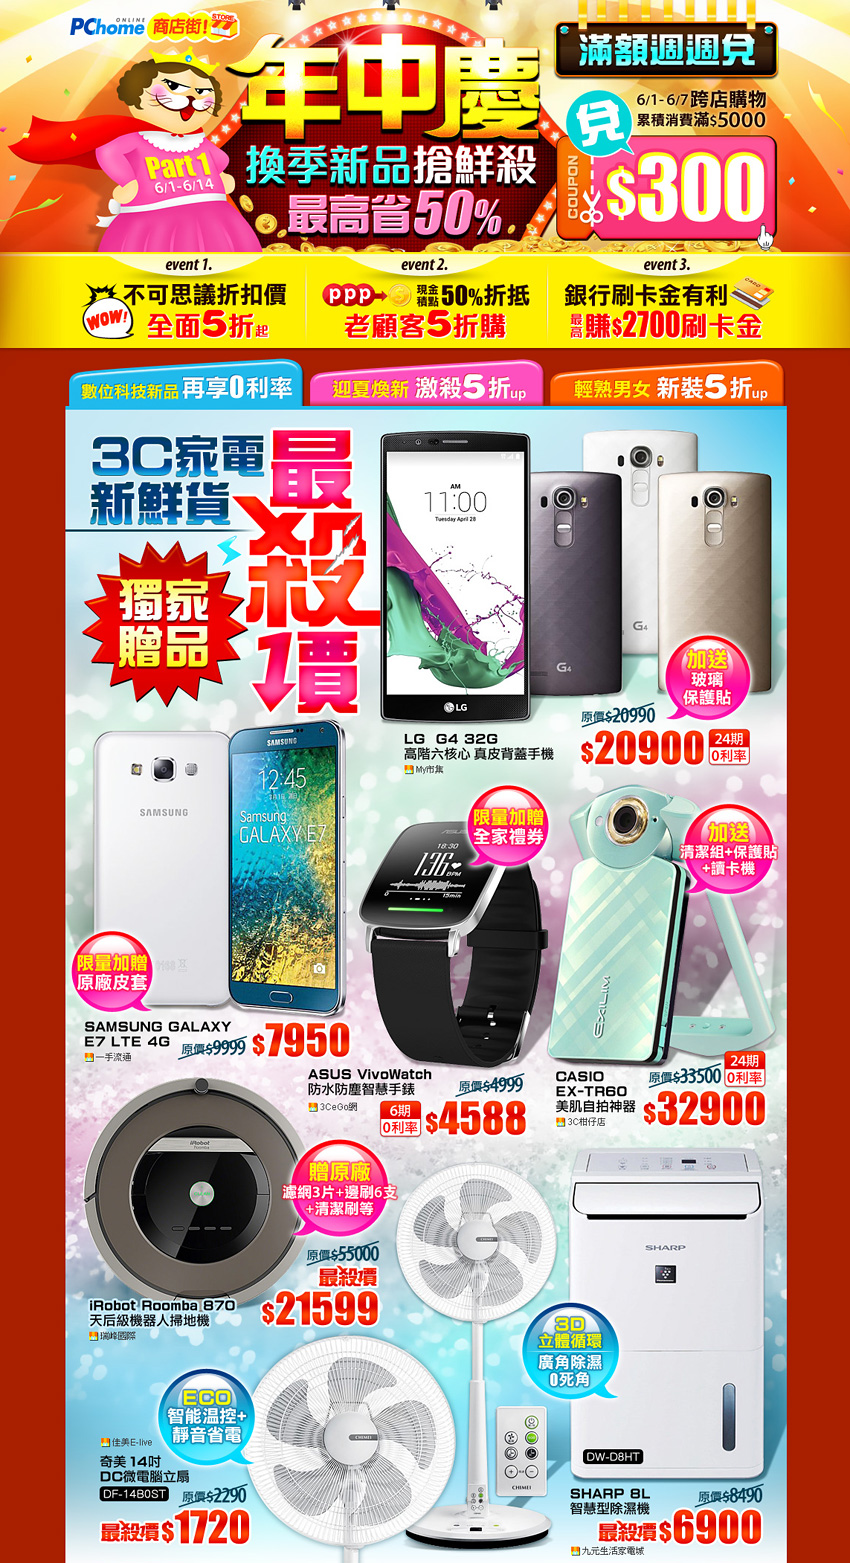 PChome ONLINE 商店街! STORE
年中慶
Part 1
6/1-6/14
換季新品搶鮮殺
最高省50%
滿額週週兌
兌
6/1-6/7跨店購物
累積消費滿$5000
COUPON
$300
event 1.
WOW!
不可思議折扣價
全面5折起
event 2.
PPP 現金積點 50%折抵
老顧客5折購
event 3.
銀行刷卡金有利
最高賺$2700刷卡金
數位科技新品 再享0利率
迎夏煥新 激殺5折up
輕熟男女 新裝5折up
3C家電
新鮮貨
最殺價
獨家
贈品
AM
11:00
Tuesday April 28
LG
G4
G4
加送
玻璃
保護貼
LG G4 32G
高階六核心 真皮背蓋手機
My市集
原價$20990
$20900
24期
0利率
SAMSUNG
SAMSUNG
12:45
Samsung
GALAXY E7
限量加贈
原廠皮套
SAMSUNG GALAXY
E7 LTE 4G
一手流通
原價$9999
$7950
限量加贈
全家禮券
ASUS
18:30
136
BPM
15min
ASUS VivoWatch
防水防塵智慧手錶
3CeGo網
原價$4999
6期
0利率
$4588
加送
清潔組+保護貼
+讀卡機
EXILIM
CASIO
EX-TR60
美肌自拍神器
3C柑仔店
原價$33500
24期
0利率
$32900
iRobot
Roomba
贈原廠
濾網3片+邊刷6支
+清潔刷等
iRobot Roomba 870
天后級機器人掃地機
瑞峰國際
原價$55000
最殺價
$21599
ECO
智能溫控+
靜音省電
CHIMEI
CHIMEI
CHIMEI
佳美E-live
奇美 14吋
DC微電腦立扇
DF-14B0ST
原價$2290
最殺價$1720
SHARP
3D
立體循環
廣角除濕
0死角
DW-D8HT
SHARP 8L
智慧型除濕機
九元生活家電城
原價$8490
最殺價$6900